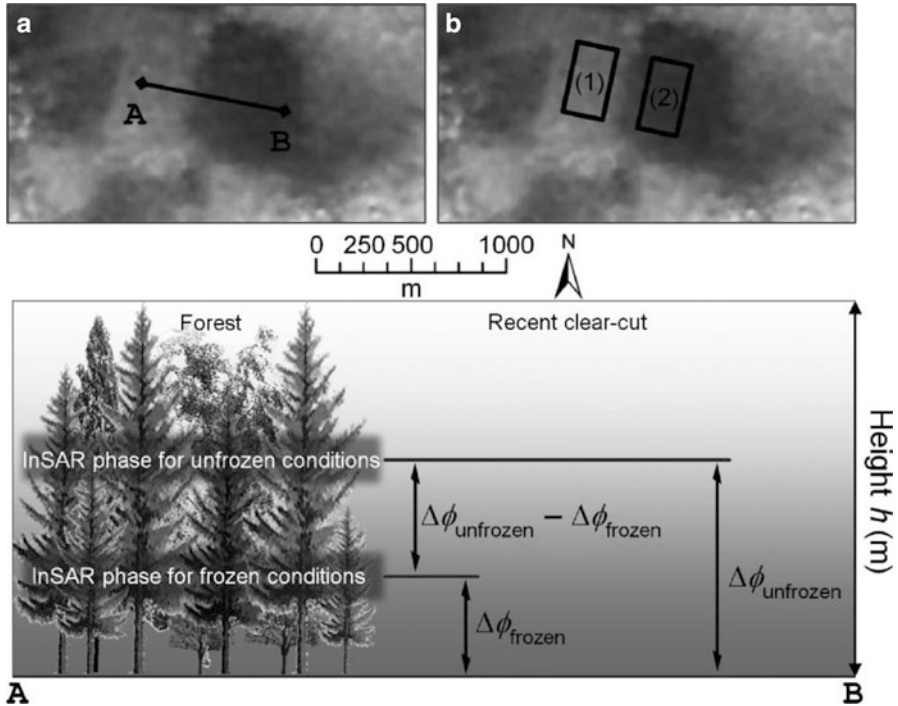 a
A
B
b
(1)
(2)
0 250 500 1000
m
N
Forest
Recent clear-cut
InSAR phase for unfrozen conditions
Δϕunfrozen − Δϕfrozen
InSAR phase for frozen conditions
Δϕfrozen
Δϕunfrozen
Height h (m)
A
B